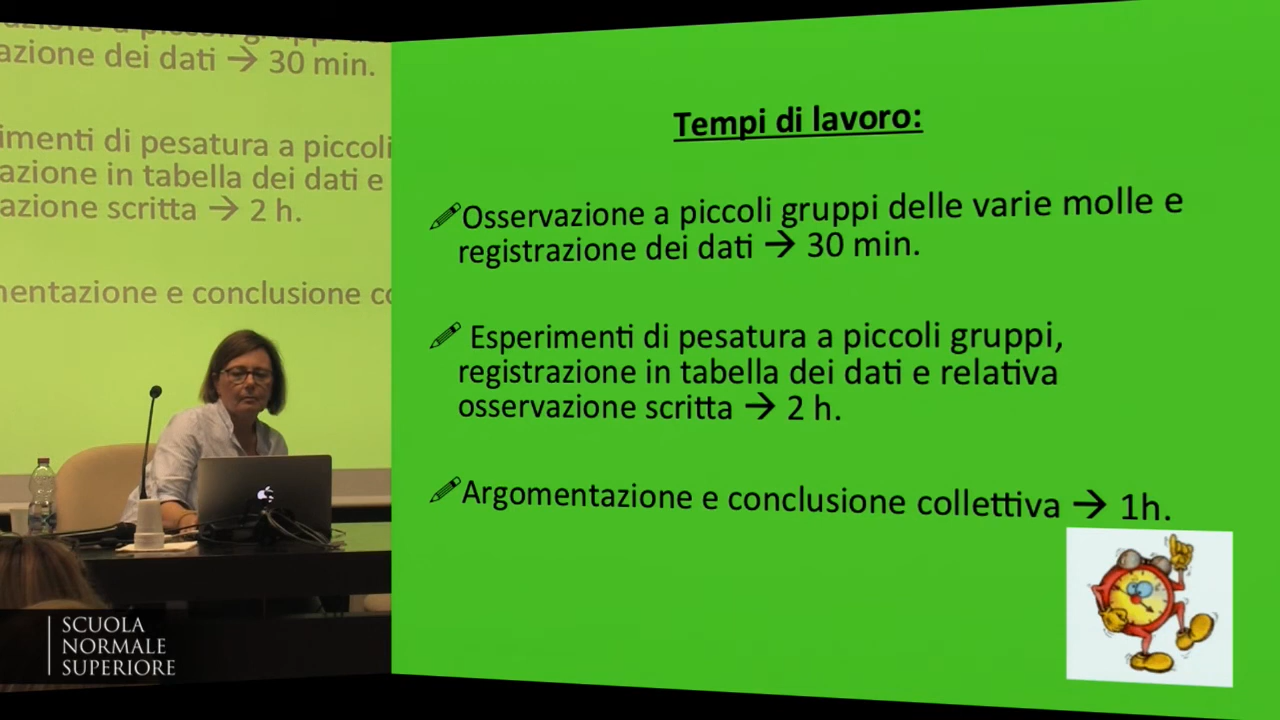 azione dei dati → 30 min.
imenti di pesatura a piccoli
azione in tabella dei dati e
azione scritta → 2 h.
mentazione e conclusione co
SCUOLA
NORMALE
SUPERIORE
Tempi di lavoro:
Osservazione a piccoli gruppi delle varie molle e
registrazione dei dati → 30 min.
Esperimenti di pesatura a piccoli gruppi,
registrazione in tabella dei dati e relativa
osservazione scritta → 2 h.
Argomentazione e conclusione collettiva → 1h.